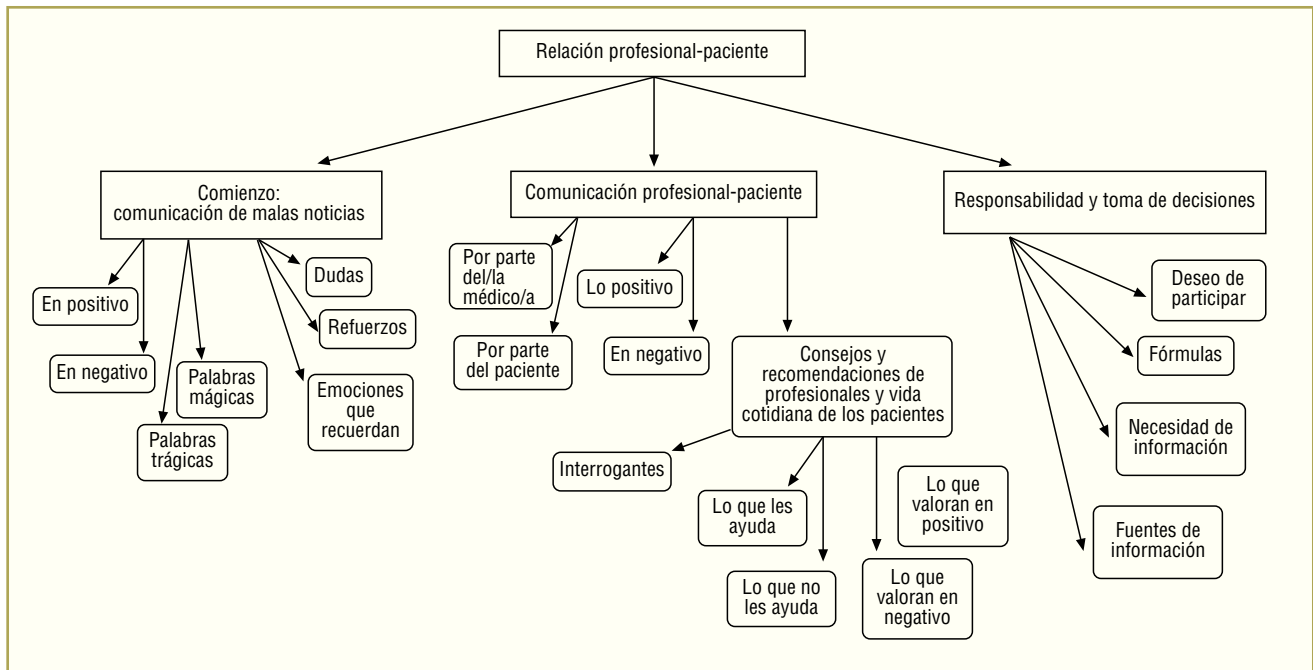 Relación profesional-paciente
Comienzo:
comunicación de malas noticias
Comunicación profesional-paciente
Responsabilidad y toma de decisiones
En positivo
En negativo
Palabras
trágicas
Palabras
mágicas
Emociones
que
recuerdan
Refuerzos
Dudas
Por parte
del/la
médico/a
Por parte
del paciente
Lo positivo
En negativo
Consejos y
recomendaciones de
profesionales y vida
cotidiana de los pacientes
Interrogantes
Lo que les
ayuda
Lo que no
les ayuda
Lo que
valoran en
positivo
Lo que
valoran en
negativo
Deseo de
participar
Fórmulas
Necesidad de
información
Fuentes de
información